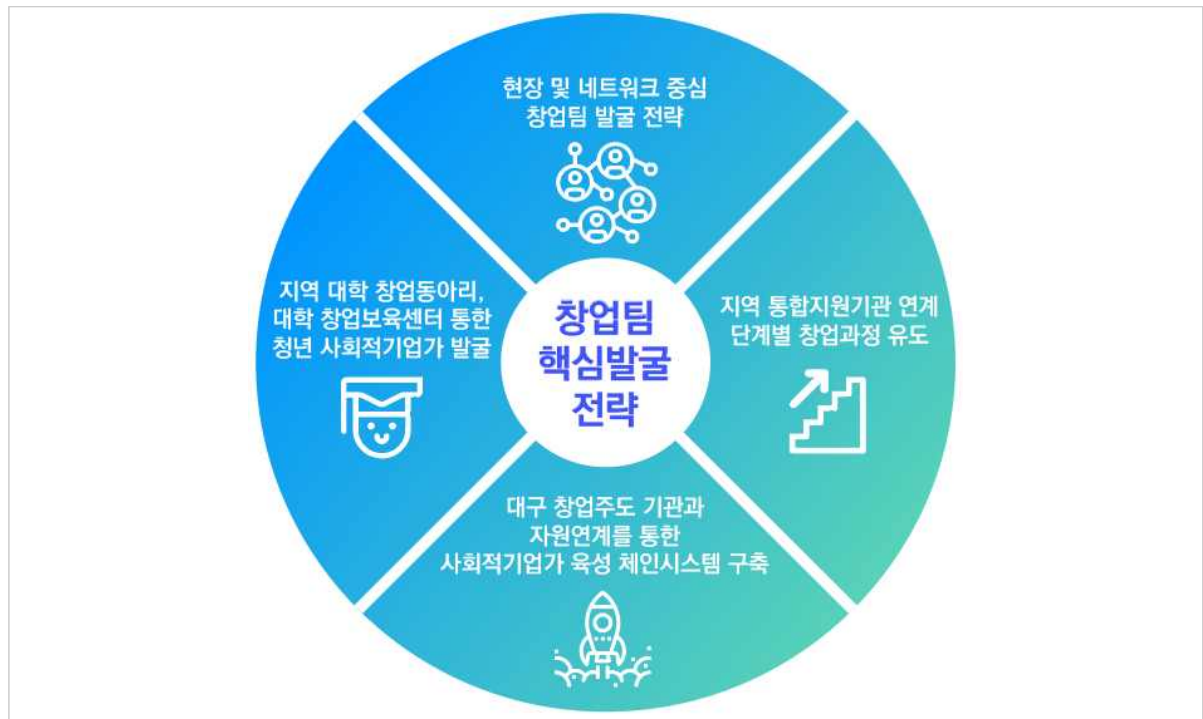 현장 및 네트워크 중심
창업팀 발굴 전략
지역 대학 창업동아리,
대학 창업보육센터 통한
청년 사회적기업가 발굴
창업팀
핵심발굴
전략
지역 통합지원기관 연계
단계별 창업과정 유도
대구 창업주도 기관과
자원연계를 통한
사회적기업가 육성 체인시스템 구축